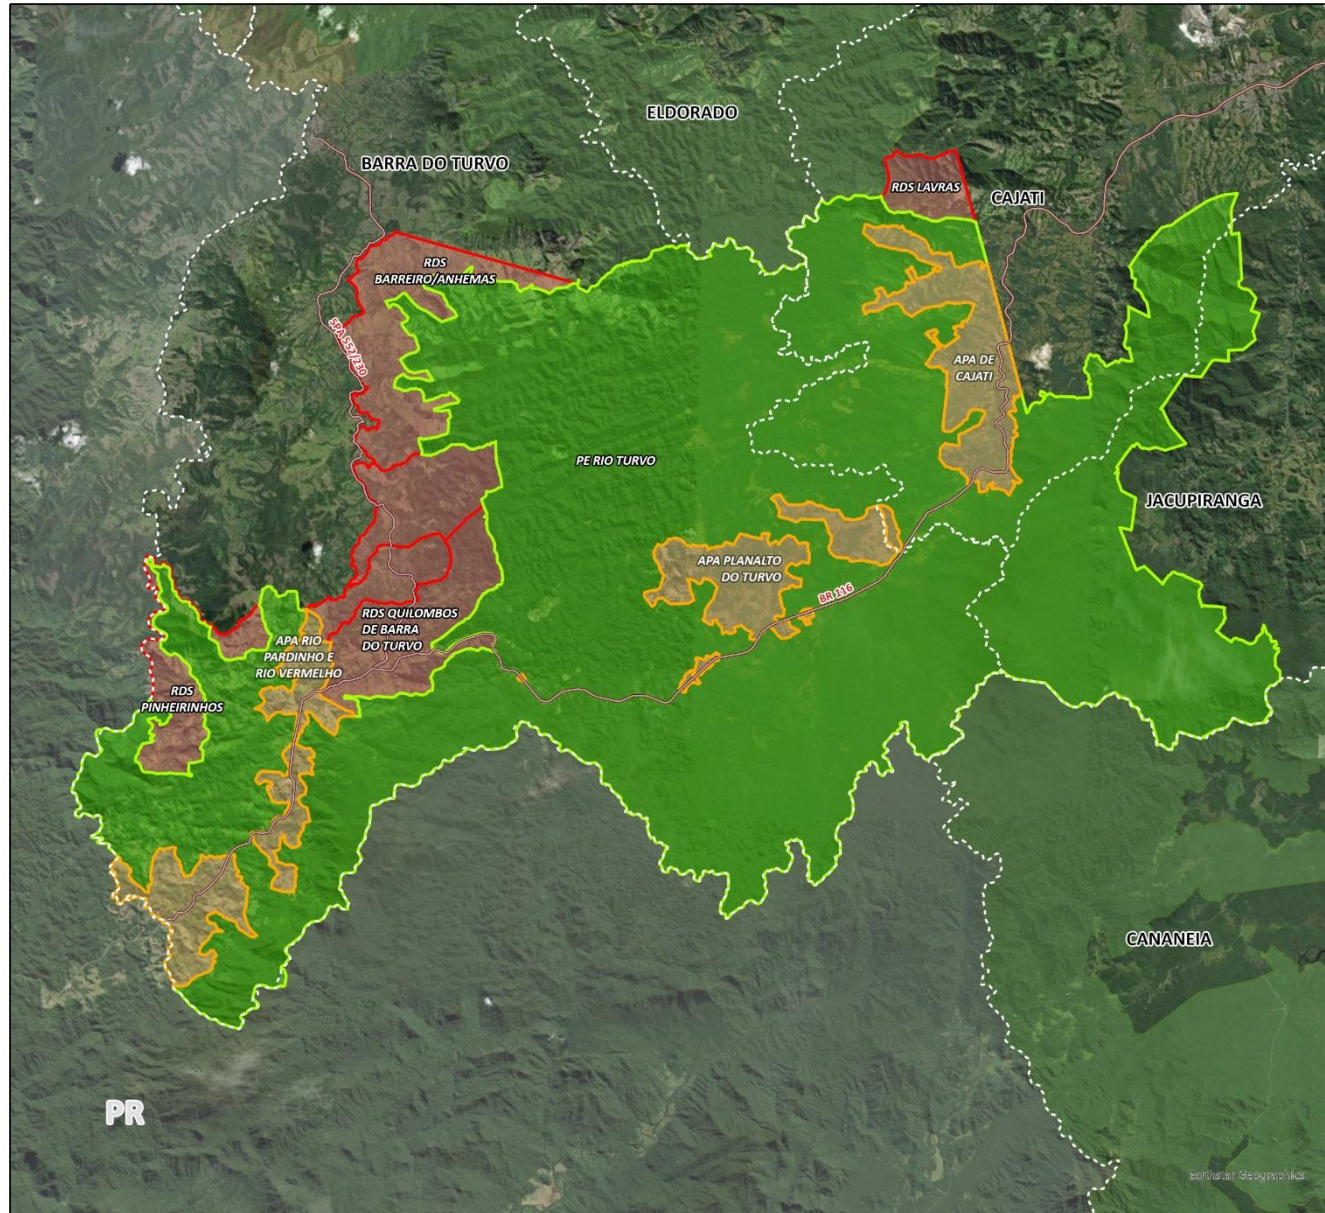 ELDORADO
BARRA DO TURVO
RDS LAVRAS
CAJATI
RDS
BARREIRO/ANHEMAS
SPA 552/230
APA DE
CAJATI
PE RIO TURVO
JACUPIRANGA
APA PLANALTO
DO TURVO
BR 116
RDS QUILOMBOS
DE BARRA
DO TURVO
APA RIO
PARDINHO E
RIO VERMELHO
RDS
PINHEIRINHOS
CANANEIA
PR
Earthstar Geographics